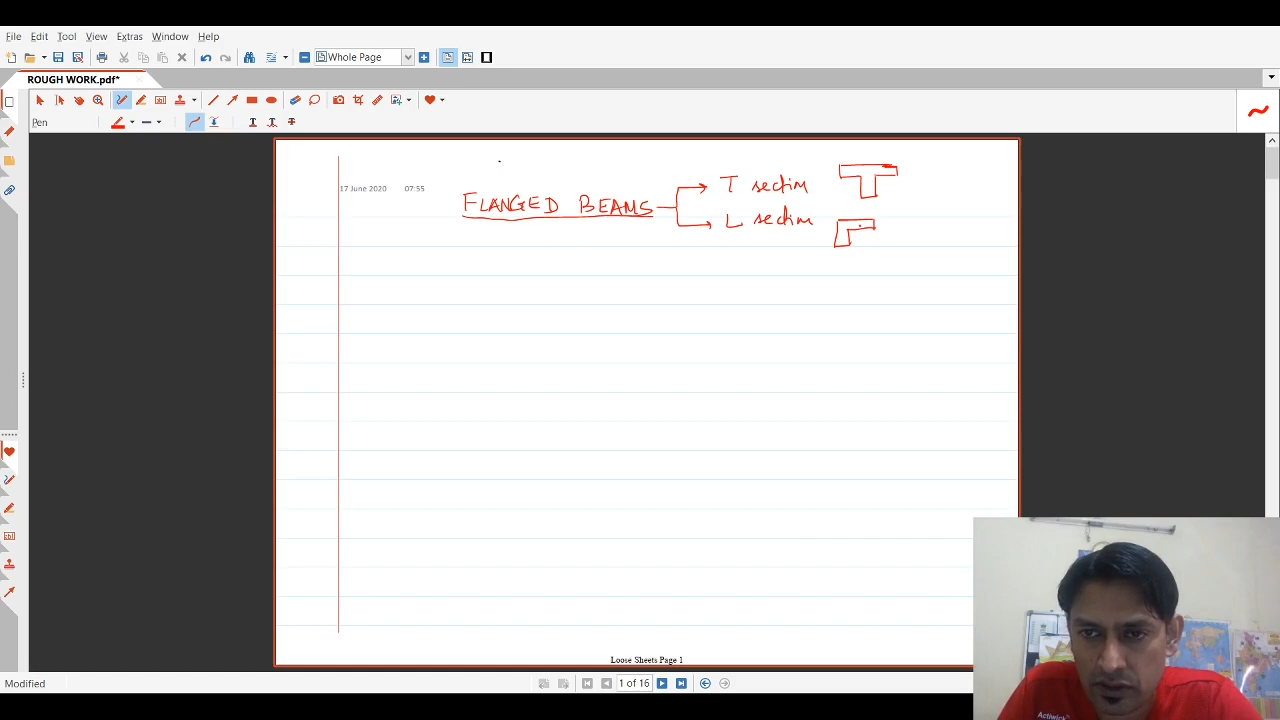 File Edit Tool View Extras Window Help
Whole Page
ROUGH WORK.pdf*
Pen
17 June 2020 07:55
T section
FLANGED BEAMS
L section
Loose Sheets Page 1
Modified
1 of 16